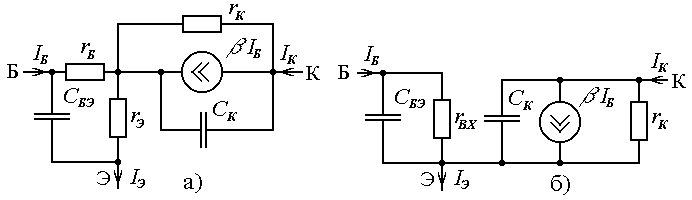 r_К
I_Б
r_Б
βI_Б
I_К
Б
К
C_БЭ
r_Э
C_К
Э
I_Э
а)
I_Б
Б
C_БЭ
r_ВХ
C_К
βI_Б
I_К
К
r_К
Э
I_Э
б)